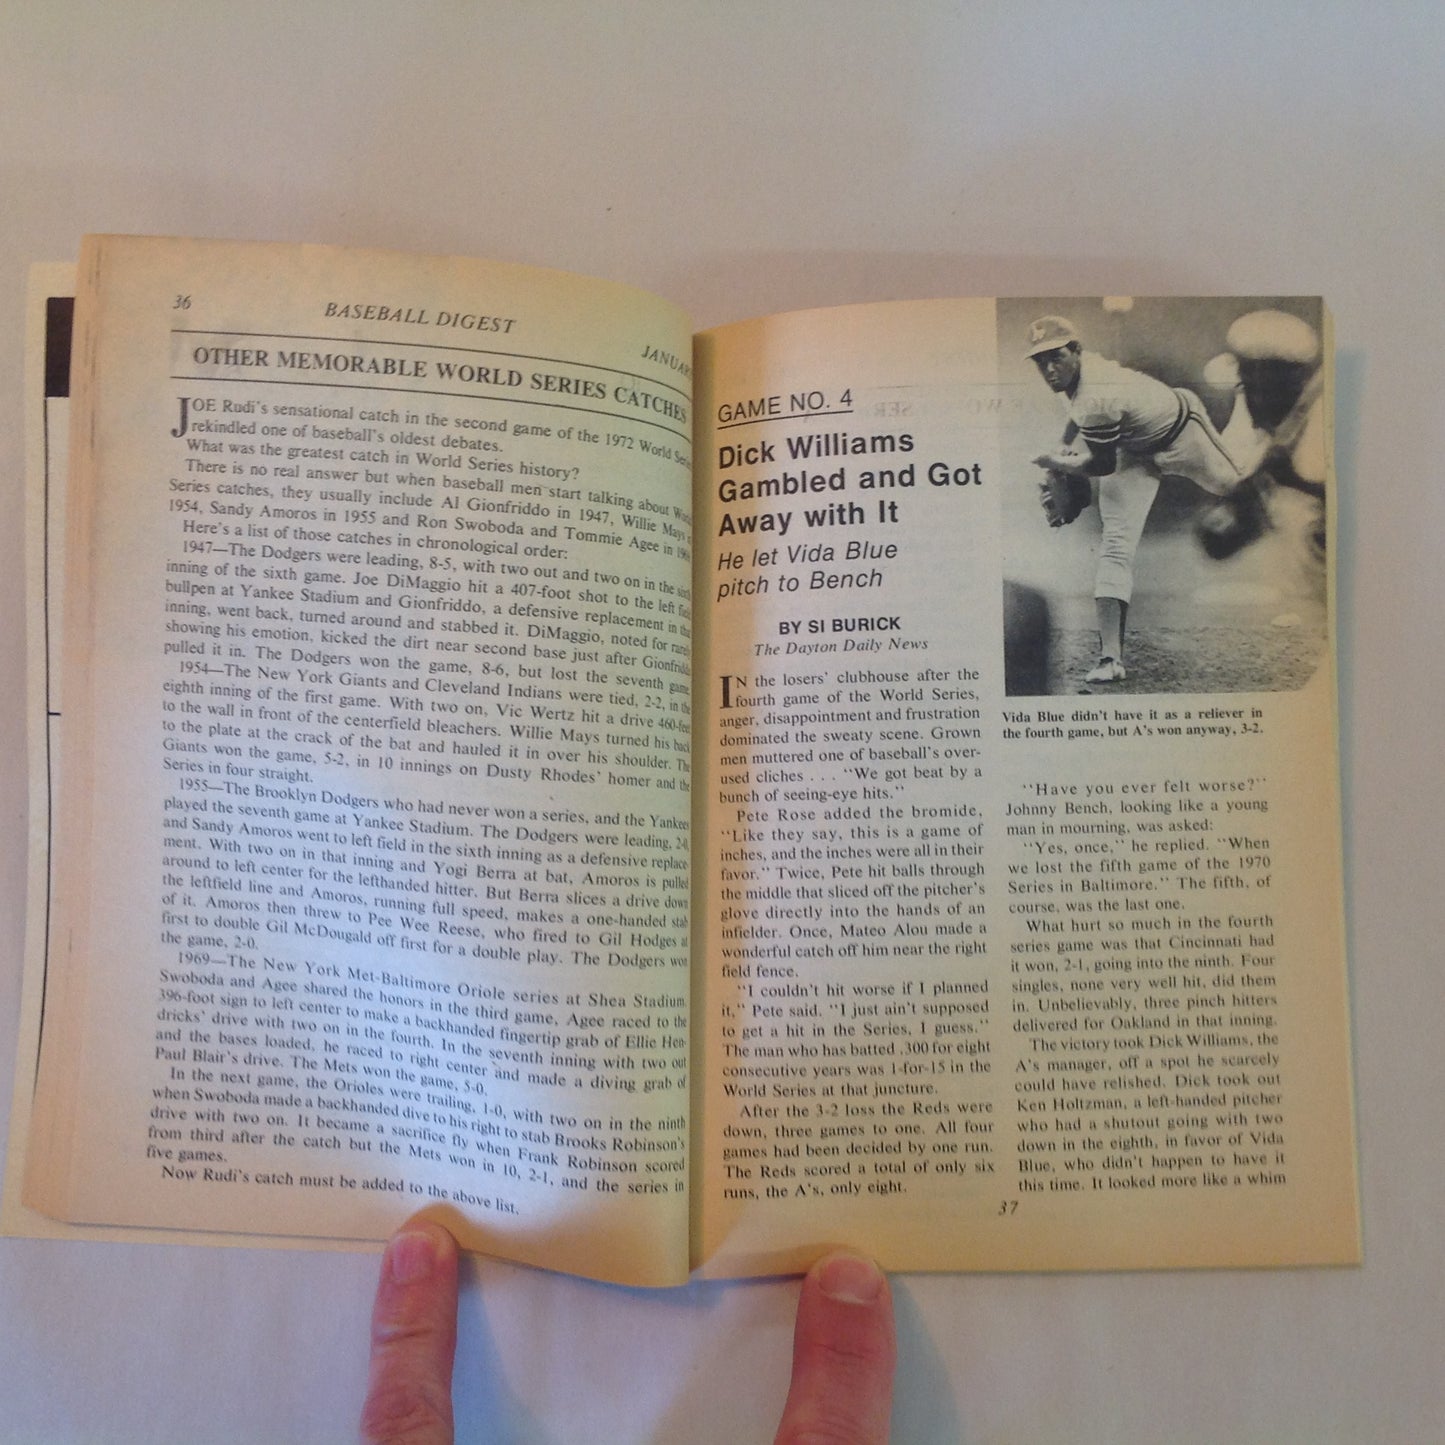 36
BASEBALL DIGEST
JANUAR
OTHER MEMORABLE WORLD SERIES CATCHES
JOE Rudi's sensational catch in the second game of the 1972 World Series
rekindled one of baseball's oldest debates.
What was the greatest catch in World Series history?
There is no real answer but when baseball men start talking about World
Series catches, they usually include Al Gionfriddo in 1947, Willie Mays
1954, Sandy Amoros in 1955 and Ron Swoboda and Tommie Agee in
Here's a list of those catches in chronological order:
1947—The Dodgers were leading, 8-5, with two out and two on in the sixth
inning of the sixth game. Joe DiMaggio hit a 407-foot shot to the left field
bullpen at Yankee Stadium and Gionfriddo, a defensive replacement in that
inning, went back, turned around and stabbed it. DiMaggio, noted for rarely
showing his emotion, kicked the dirt near second base just after Gionfriddo
pulled it in. The Dodgers won the game, 8-6, but lost the seventh game.
1954—The New York Giants and Cleveland Indians were tied, 2-2, in the
eighth inning of the first game. With two on, Vic Wertz hit a drive 460-feet
to the wall in front of the centerfield bleachers. Willie Mays turned his back
to the plate at the crack of the bat and hauled it in over his shoulder. The
Giants won the game, 5-2, in 10 innings on Dusty Rhodes' homer and the
Series in four straight.
1955—The Brooklyn Dodgers who had never won a series, and the Yankees
played the seventh game at Yankee Stadium. The Dodgers were leading, 2-0,
and Sandy Amoros went to left field in the sixth inning as a defensive replace-
ment. With two on in that inning and Yogi Berra at bat, Amoros is pulled
around to left center for the lefthanded hitter. But Berra slices a drive down
the leftfield line and Amoros, running full speed, makes a one-handed stab
of it. Amoros then threw to Pee Wee Reese, who fired to Gil Hodges at
first to double Gil McDougald off first for a double play. The Dodgers won
the game, 2-0.
1969—The New York Met-Baltimore Oriole series at Shea Stadium.
Swoboda and Agee shared the honors in the third game, Agee raced to the
396-foot sign to left center to make a backhanded fingertip grab of Ellie Hen-
dricks' drive with two on in the fourth. In the seventh inning with two out
and the bases loaded, he raced to right center and made a diving grab of
Paul Blair's drive. The Mets won the game, 5-0.
In the next game, the Orioles were trailing, 1-0, with two on in the ninth
when Swoboda made a backhanded dive to his right to stab Brooks Robinson's
drive with two on. It became a sacrifice fly when Frank Robinson scored
from third after the catch but the Mets won in 10, 2-1, and the series in
five games.
Now Rudi's catch must be added to the above list.
GAME NO. 4
Dick Williams
Gambled and Got
Away with It
He let Vida Blue
pitch to Bench
BY SI BURICK
The Dayton Daily News
IN the losers' clubhouse after the
fourth game of the World Series,
anger, disappointment and frustration
dominated the sweaty scene. Grown
men muttered one of baseball's over-
used cliches . . . "We got beat by a
bunch of seeing-eye hits."
Pete Rose added the bromide,
"Like they say, this is a game of
inches, and the inches were all in their
favor." Twice, Pete hit balls through
the middle that sliced off the pitcher's
glove directly into the hands of an
infielder. Once, Mateo Alou made a
wonderful catch off him near the right
field fence.
"I couldn't hit worse if I planned
it," Pete said. "I just ain't supposed
to get a hit in the Series, I guess."
The man who has batted .300 for eight
consecutive years was 1-for-15 in the
World Series at that juncture.
After the 3-2 loss the Reds were
down, three games to one. All four
games had been decided by one run.
The Reds scored a total of only six
runs, the A's, only eight.
Vida Blue didn't have it as a reliever in
the fourth game, but A's won anyway, 3-2.
"Have you ever felt worse?"
Johnny Bench, looking like a young
man in mourning, was asked:
"Yes, once," he replied. "When
we lost the fifth game of the 1970
Series in Baltimore." The fifth, of
course, was the last one.
What hurt so much in the fourth
series game was that Cincinnati had
it won, 2-1, going into the ninth. Four
singles, none very well hit, did them
in. Unbelievably, three pinch hitters
delivered for Oakland in that inning.
The victory took Dick Williams, the
A's manager, off a spot he scarcely
could have relished. Dick took out
Ken Holtzman, a left-handed pitcher
who had a shutout going with two
down in the eighth, in favor of Vida
Blue, who didn't happen to have it
this time. It looked more like a whim
37